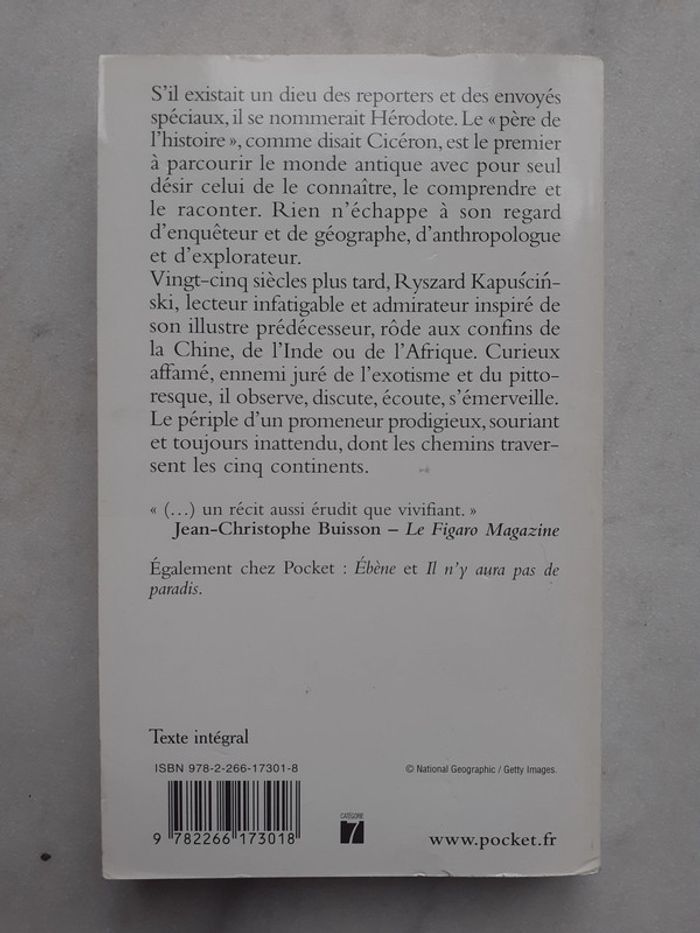 S'il existait un dieu des reporters et des envoyés
spéciaux, il se nommerait Hérodote. Le « père de
l'histoire », comme disait Cicéron, est le premier
à parcourir le monde antique avec pour seul
désir celui de le connaître, le comprendre et
le raconter. Rien n'échappe à son regard
d'enquêteur et de géographe, d'anthropologue
et d'explorateur.
Vingt-cinq siècles plus tard, Ryszard Kapuściń-
ski, lecteur infatigable et admirateur inspiré de
son illustre prédécesseur, rôde aux confins de
la Chine, de l'Inde ou de l'Afrique. Curieux
affamé, ennemi juré de l'exotisme et du pitto-
resque, il observe, discute, écoute, s'émerveille.
Le périple d'un promeneur prodigieux, souriant
et toujours inattendu, dont les chemins traver-
sent les cinq continents.
« (…) un récit aussi érudit que vivifiant. »
Jean-Christophe Buisson – Le Figaro Magazine
Également chez Pocket : Ébène et Il n'y aura pas de
paradis.
Texte intégral
ISBN 978-2-266-17301-8
© National Geographic / Getty Images.
CATÉGORIE
7
9 782266 173018
www.pocket.fr